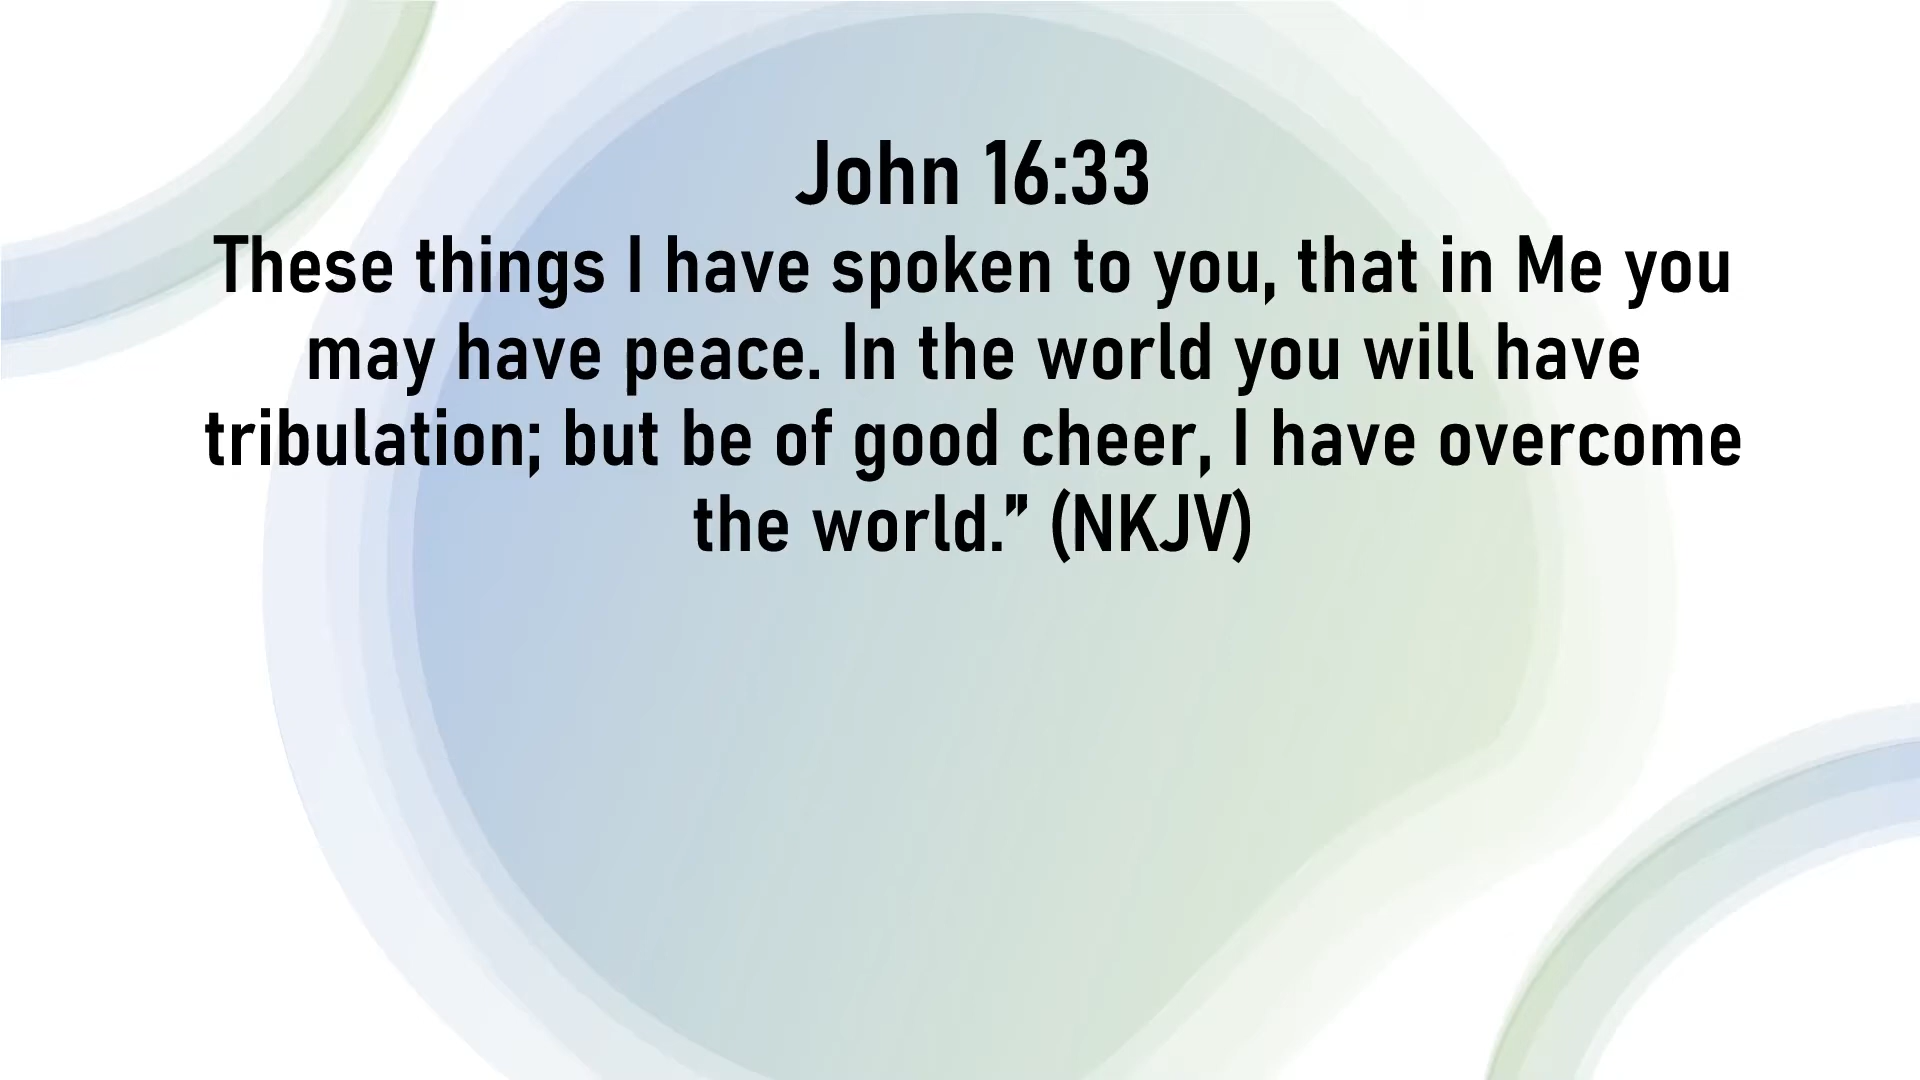 John 16:33
These things I have spoken to you, that in Me you
may have peace. In the world you will have
tribulation; but be of good cheer, I have overcome
the world.” (NKJV)